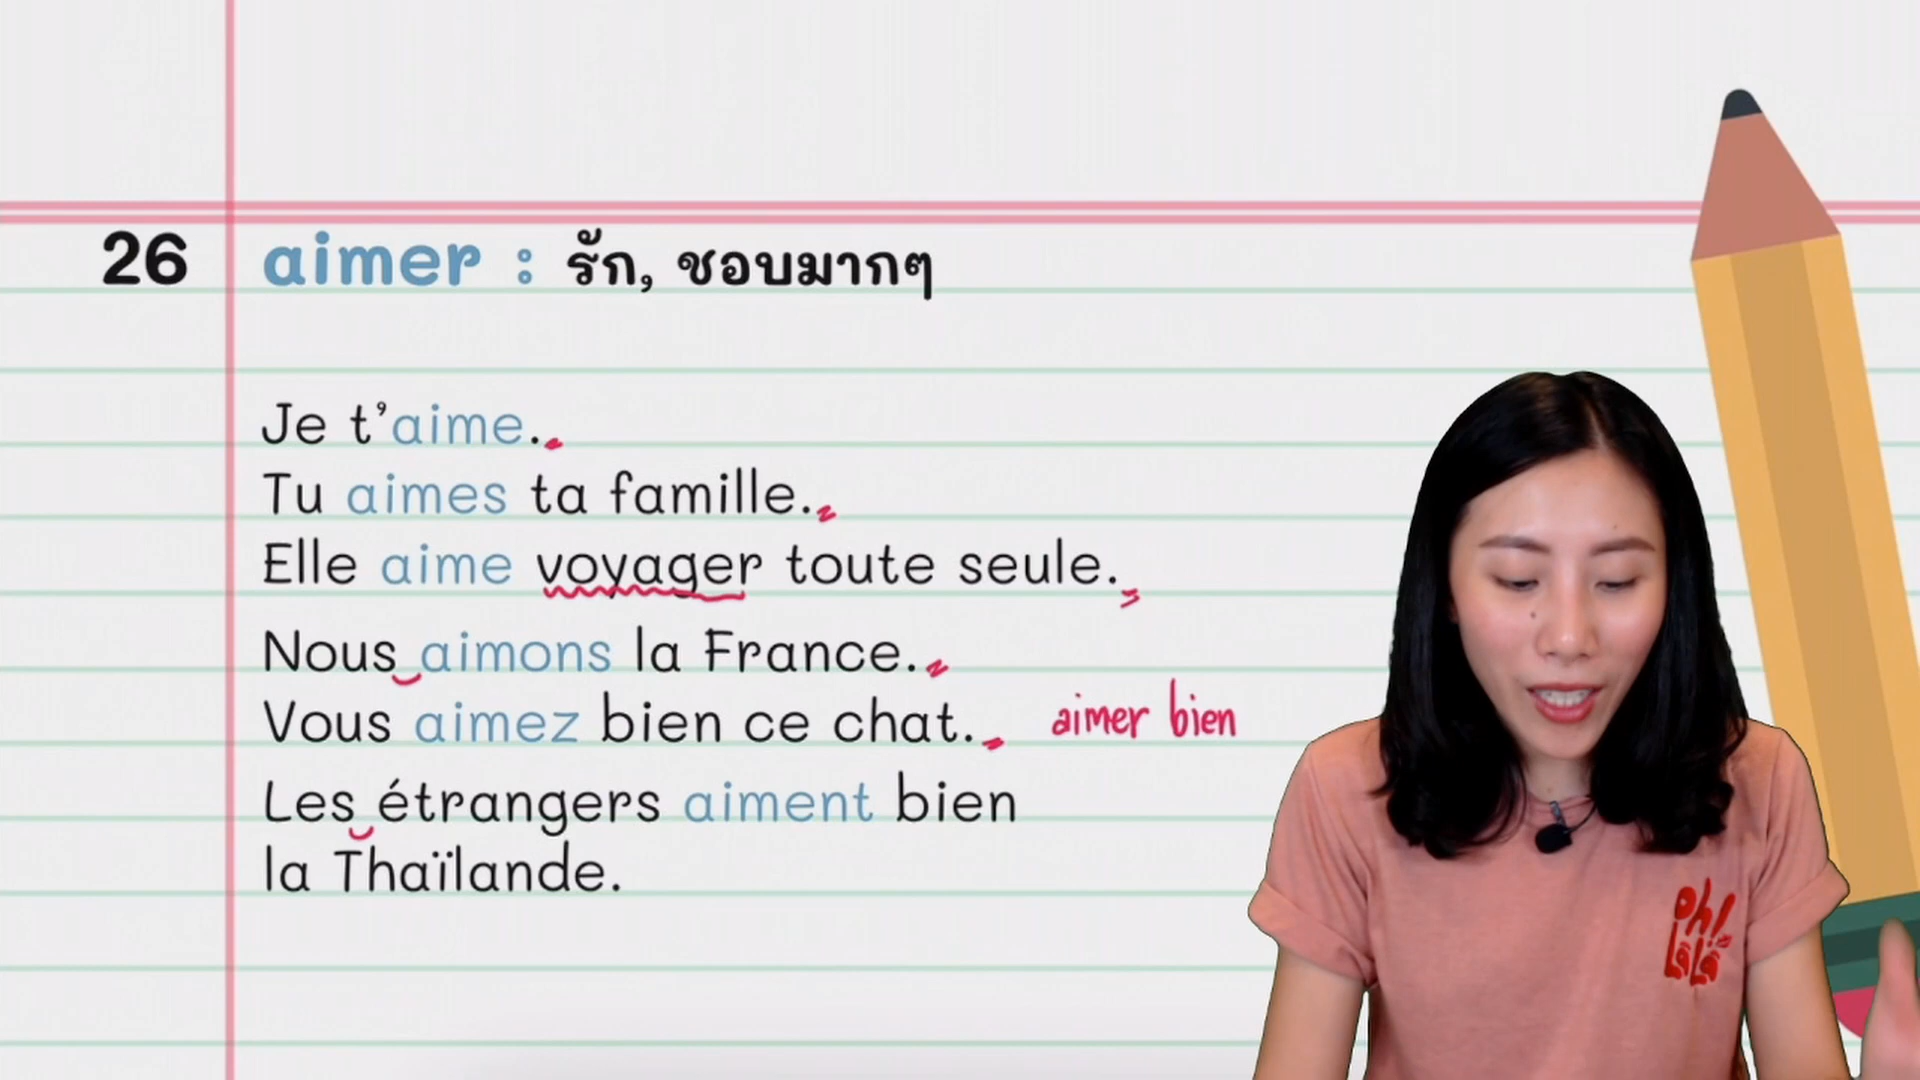 26 aimer : รัก, ชอบมากๆ
Je t'aime.
Tu aimes ta famille.
Elle aime voyager toute seule.
Nous aimons la France.
Vous aimez bien ce chat. aimer bien
Les étrangers aiment bien
la Thaïlande.
Oh!
LàLà